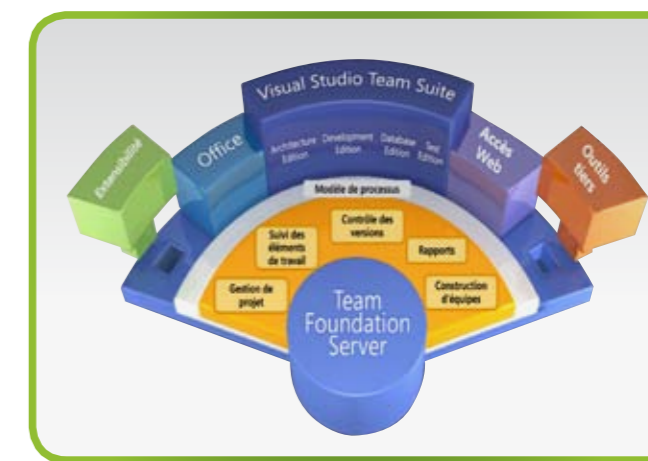 Visual Studio Team Suite
Extensibilité
Office
Architecture
Edition
Development
Edition
Database
Edition
Test
Edition
Accès
Web
Outils
tiers
Modèle de processus
Gestion de
projet
Suivi des
éléments
de travail
Contrôle des
versions
Rapports
Construction
d'équipes
Team
Foundation
Server